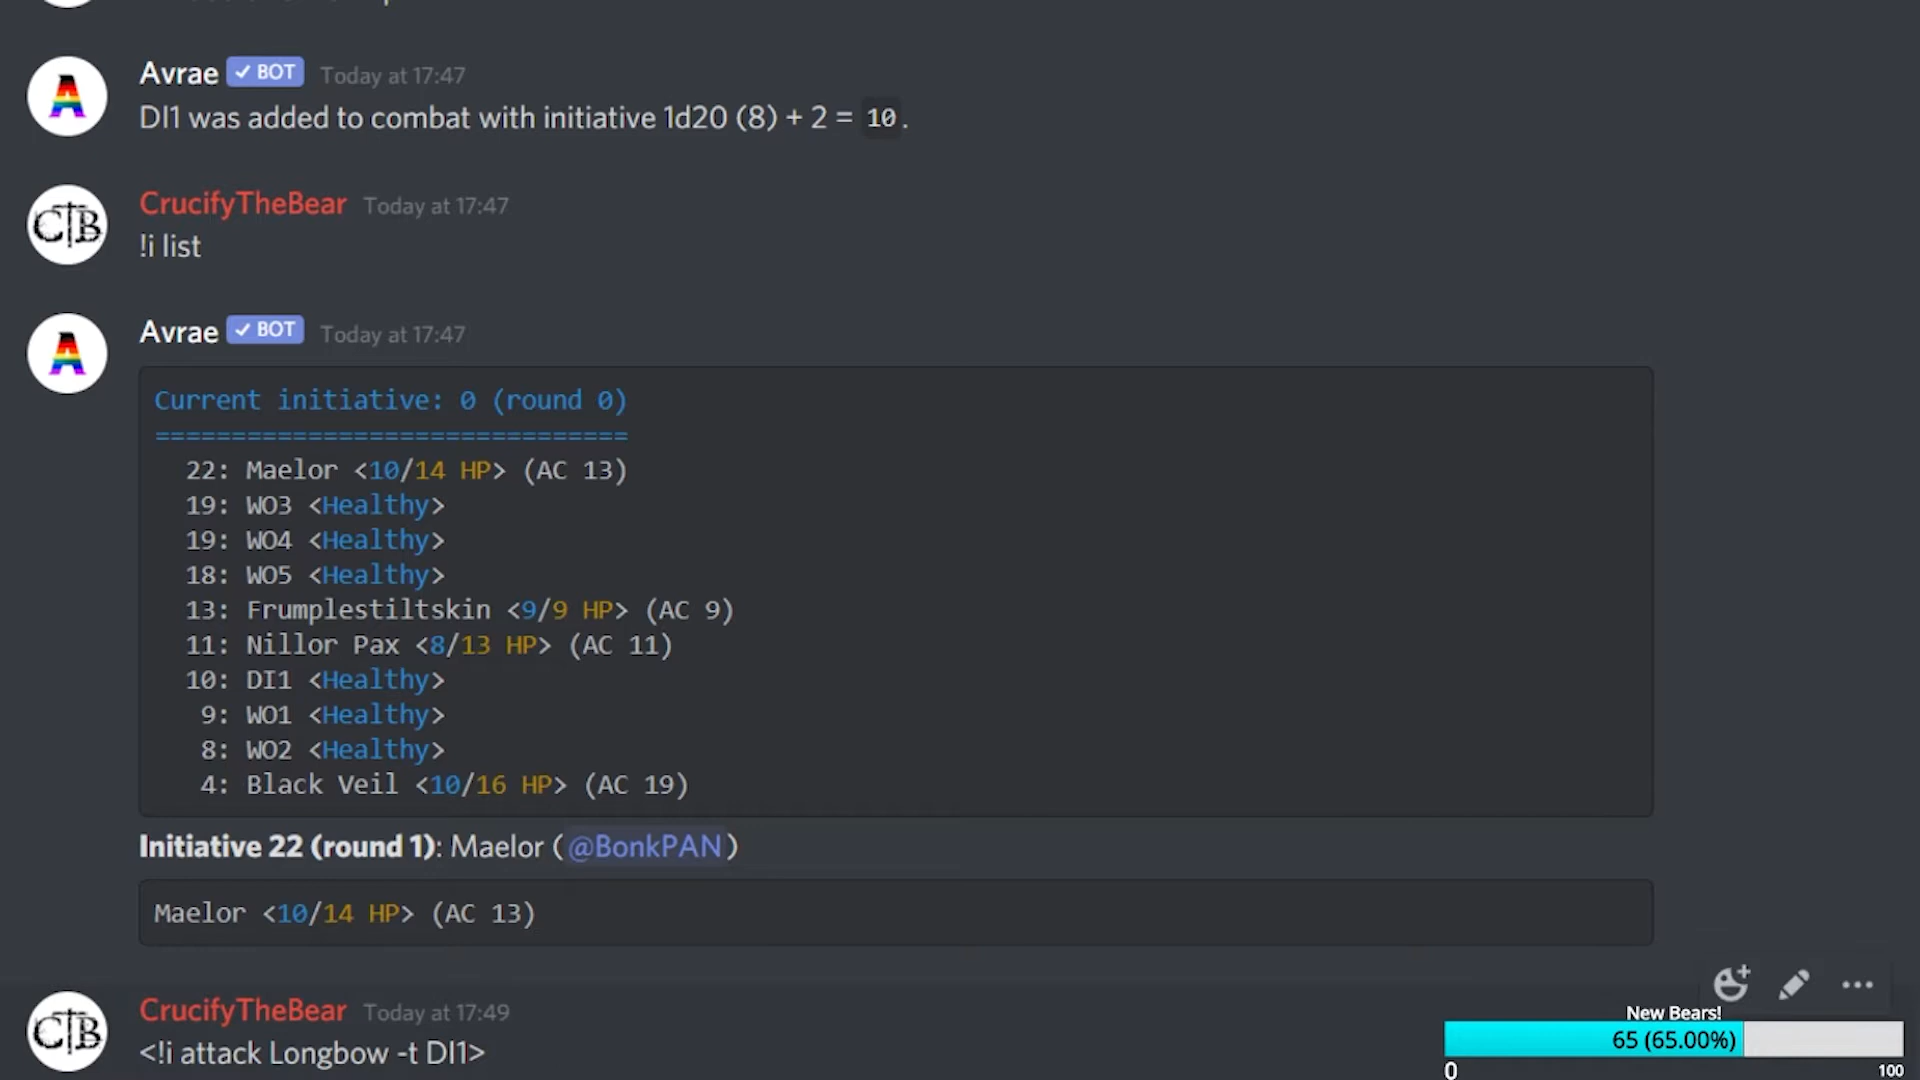 Avrae ✓ BOT Today at 17:47
DI1 was added to combat with initiative 1d20 (8) + 2 = 10.
CrucifyTheBear Today at 17:47
!i list
Avrae ✓ BOT Today at 17:47
Current initiative: 0 (round 0)
===============================
22: Maelor <10/14 HP> (AC 13)
19: WO3 <Healthy>
19: WO4 <Healthy>
18: WO5 <Healthy>
13: Frumplestiltskin <9/9 HP> (AC 9)
11: Nillor Pax <8/13 HP> (AC 11)
10: DI1 <Healthy>
9: WO1 <Healthy>
8: WO2 <Healthy>
4: Black Veil <10/16 HP> (AC 19)
Initiative 22 (round 1): Maelor (@BonkPAN)
Maelor <10/14 HP> (AC 13)
CrucifyTheBear Today at 17:49
<!i attack Longbow -t DI1>
New Bears!
65 (65.00%)
0 100
A
CTB
A
CTB